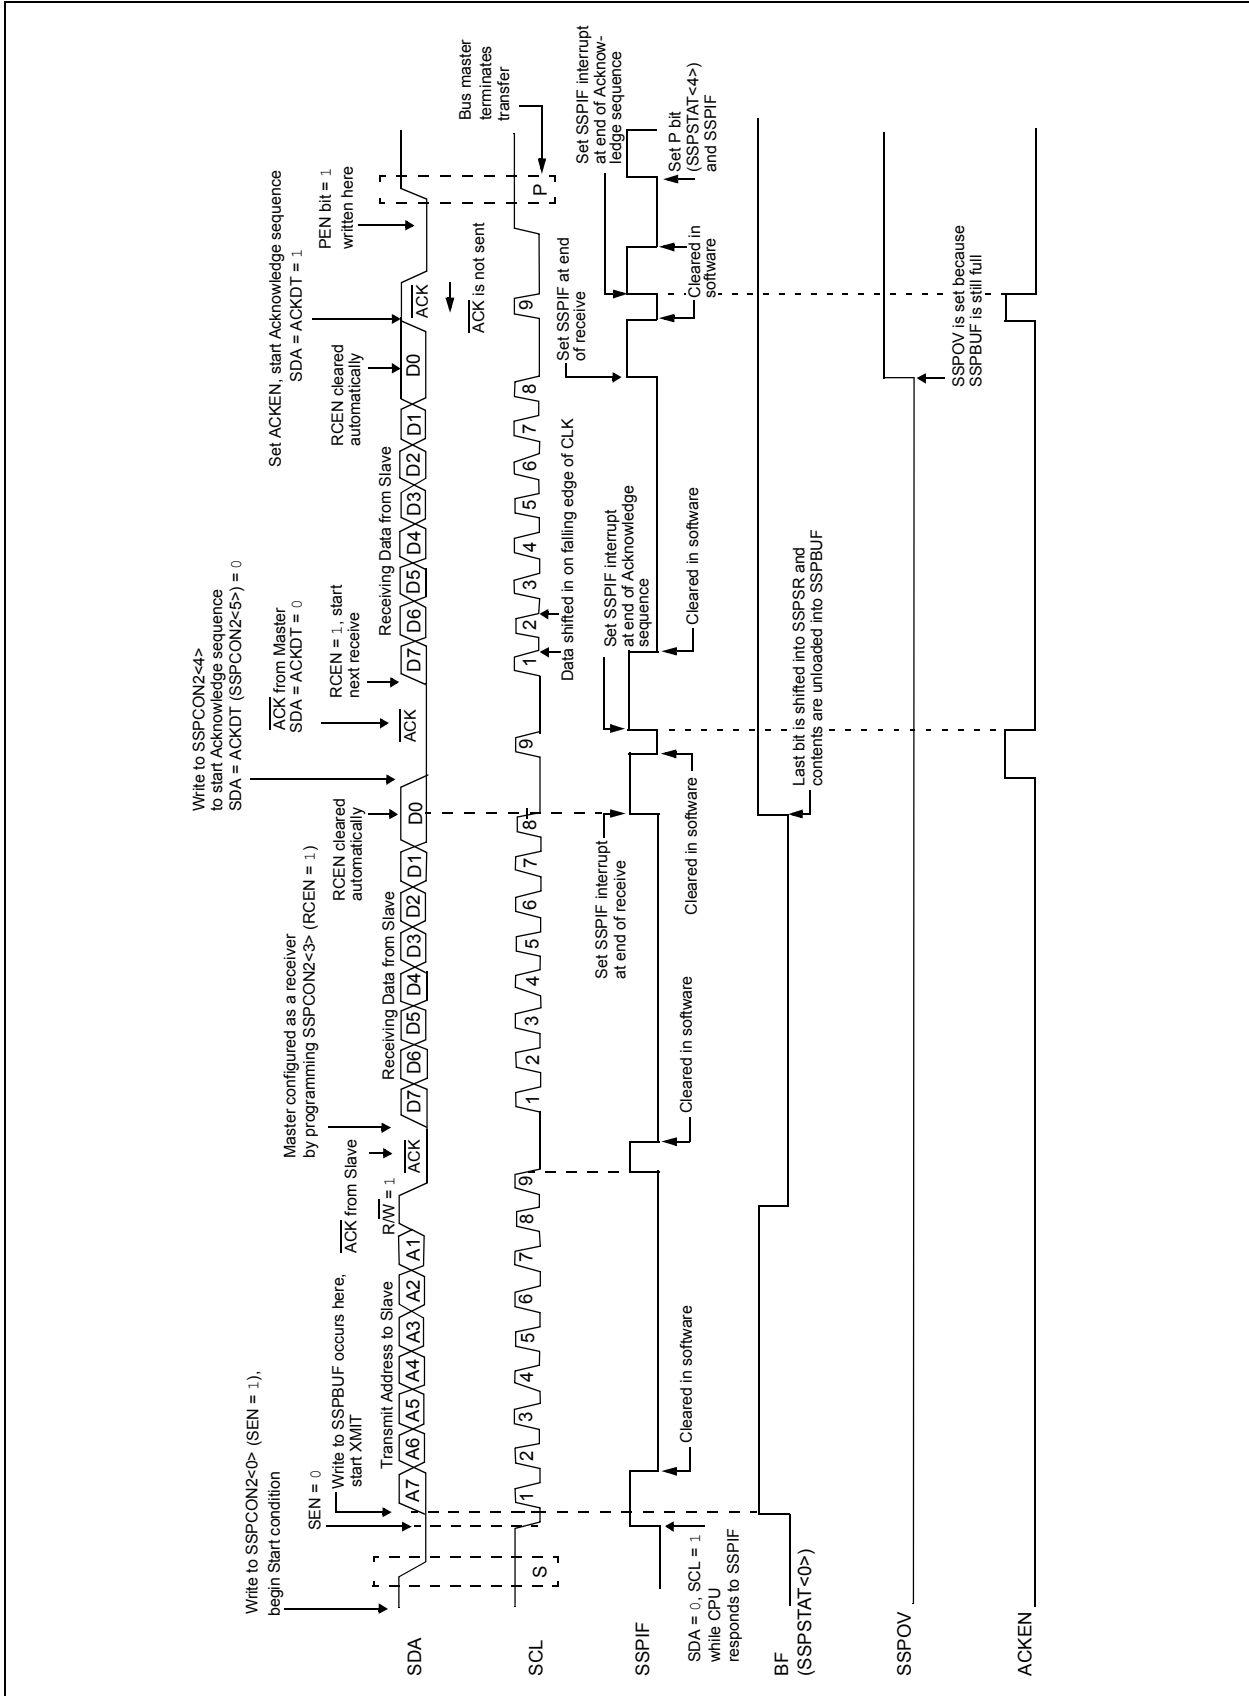 Write to SSPCON2<0> (SEN = 1),
begin Start condition
SEN = 0
Write to SSPBUF occurs here,
start XMIT
ACK from Slave
Master configured as a receiver
by programming SSPCON2<3> (RCEN = 1)
RCEN cleared
automatically
Write to SSPCON2<4>
to start Acknowledge sequence
SDA = ACKDT (SSPCON2<5>) = 0
ACK from Master
SDA = ACKDT = 0
RCEN = 1, start
next receive
Set ACKEN, start Acknowledge sequence
SDA = ACKDT = 1
RCEN cleared
automatically
PEN bit = 1
written here
Transmit Address to Slave
R/W = 1
Receiving Data from Slave
Receiving Data from Slave
SDA
A7 A6 A5 A4 A3 A2 A1
ACK
D7 D6 D5 D4 D3 D2 D1 D0
ACK
D7 D6 D5 D4 D3 D2 D1 D0
ACK
ACK is not sent
Bus master
terminates
transfer
SCL
S
1 2 3 4 5 6 7 8 9
1 2 3 4 5 6 7 8
9
1 2 3 4 5 6 7 8
9
P
Data shifted in on falling edge of CLK
Set SSPIF interrupt
at end of receive
Set SSPIF interrupt
at end of Acknowledge
sequence
Set SSPIF at end
of receive
Set SSPIF interrupt
at end of Acknow-
ledge sequence
SSPIF
SDA = 0, SCL = 1
while CPU
responds to SSPIF
Cleared in software
Cleared in software
Cleared in software
Cleared in software
Cleared in
software
Set P bit
(SSPSTAT<4>)
and SSPIF
BF
(SSPSTAT<0>)
Last bit is shifted into SSPSR and
contents are unloaded into SSPBUF
SSPOV
SSPOV is set because
SSPBUF is still full
ACKEN